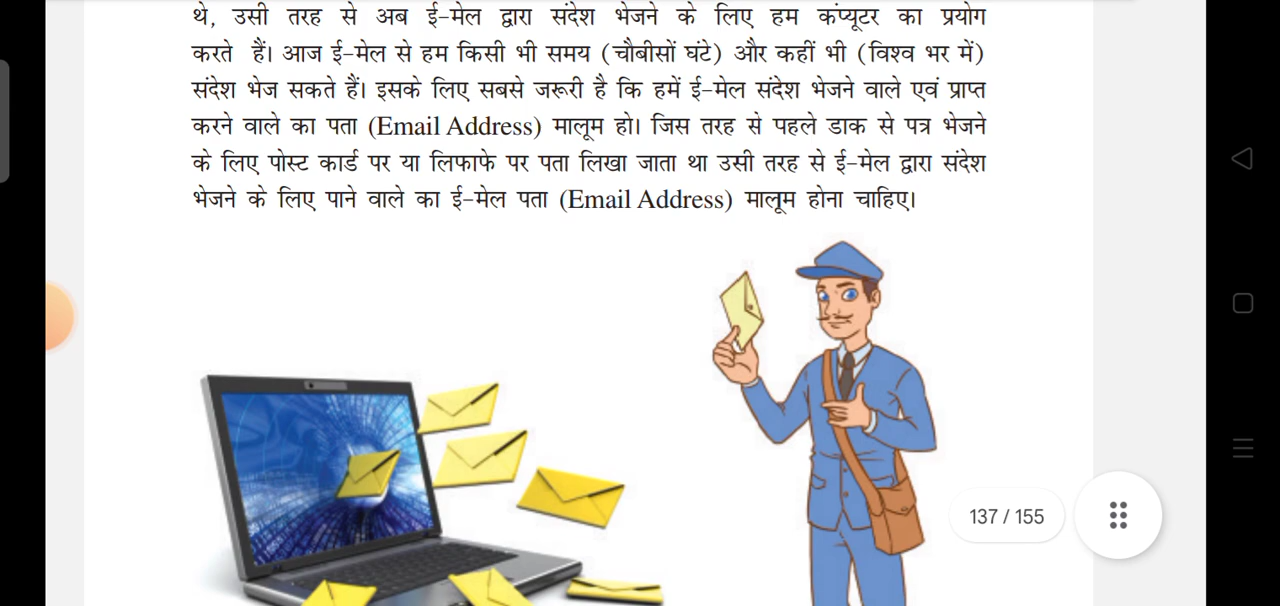 थे, उसी तरह से अब ई-मेल द्वारा संदेश भेजने के लिए हम कंप्यूटर का प्रयोग
करते हैं। आज ई-मेल से हम किसी भी समय (चौबीसों घंटे) और कहीं भी (विश्व भर में)
संदेश भेज सकते हैं। इसके लिए सबसे जरूरी है कि हमें ई-मेल संदेश भेजने वाले एवं प्राप्त
करने वाले का पता (Email Address) मालूम हो। जिस तरह से पहले डाक से पत्र भेजने
के लिए पोस्ट कार्ड पर या लिफाफे पर पता लिखा जाता था उसी तरह से ई-मेल द्वारा संदेश
भेजने के लिए पाने वाले का ई-मेल पता (Email Address) मालूम होना चाहिए।
137 / 155